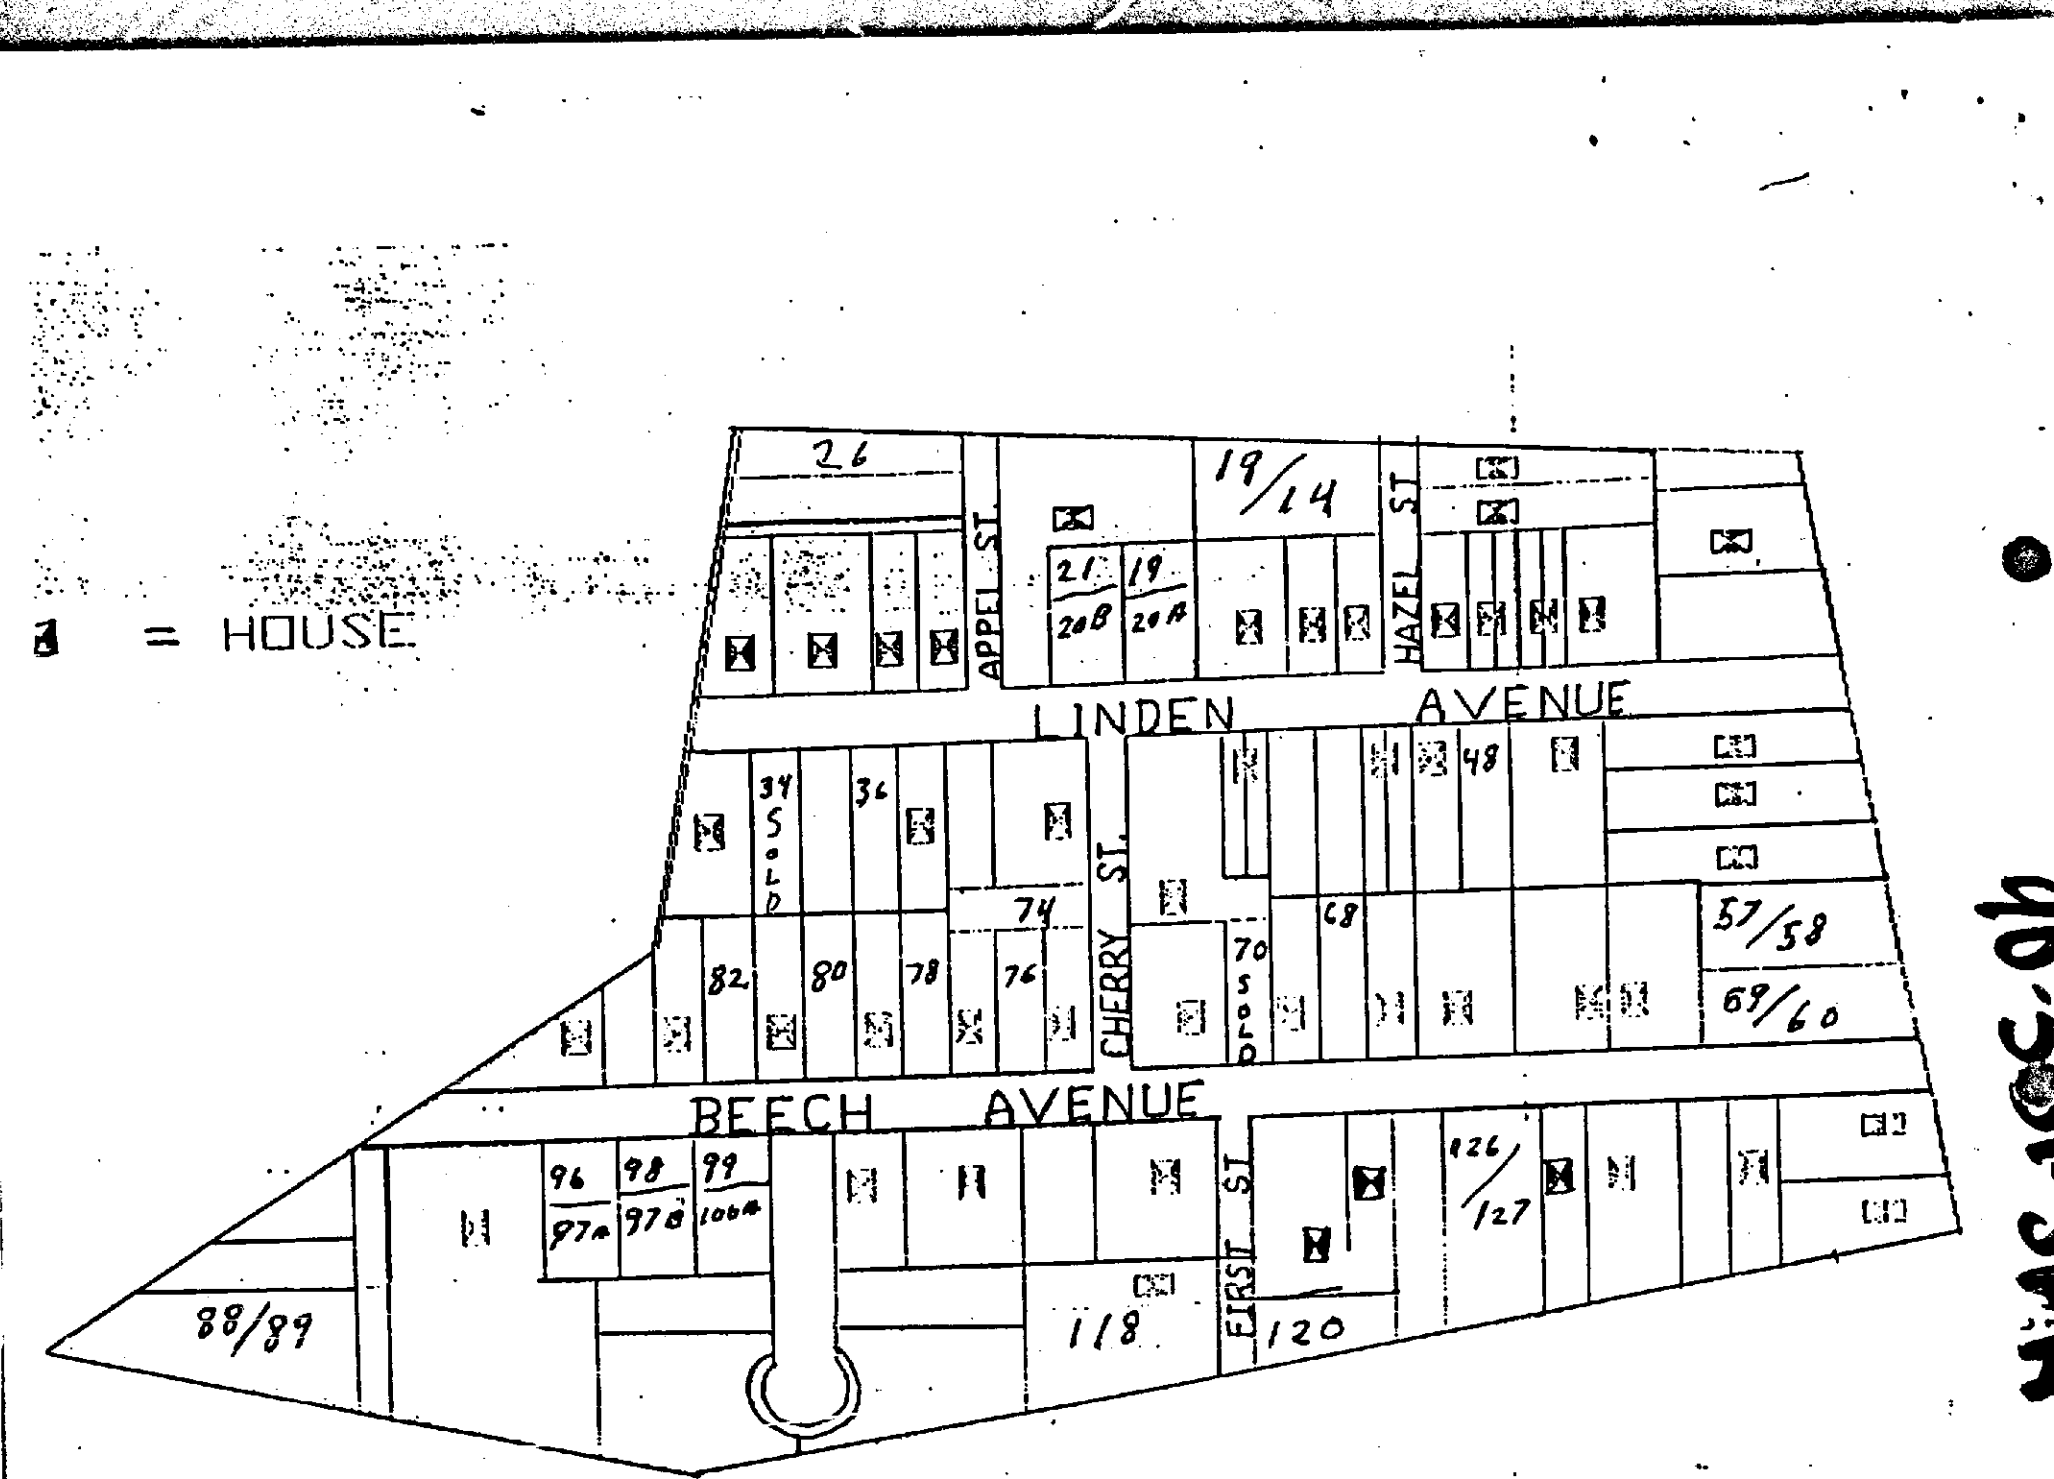 = HOUSE
26
19/14
21
20B
19
20A
APPEL ST.
HAZEL ST
LINDEN AVENUE
34
SOLD
36
48
74
CHERRY ST.
82
80
78
76
70
SOLD
68
57/58
59/60
BEECH AVENUE
96
97A
98
97B
99
100A
FIRST ST
126/127
88/89
118
120